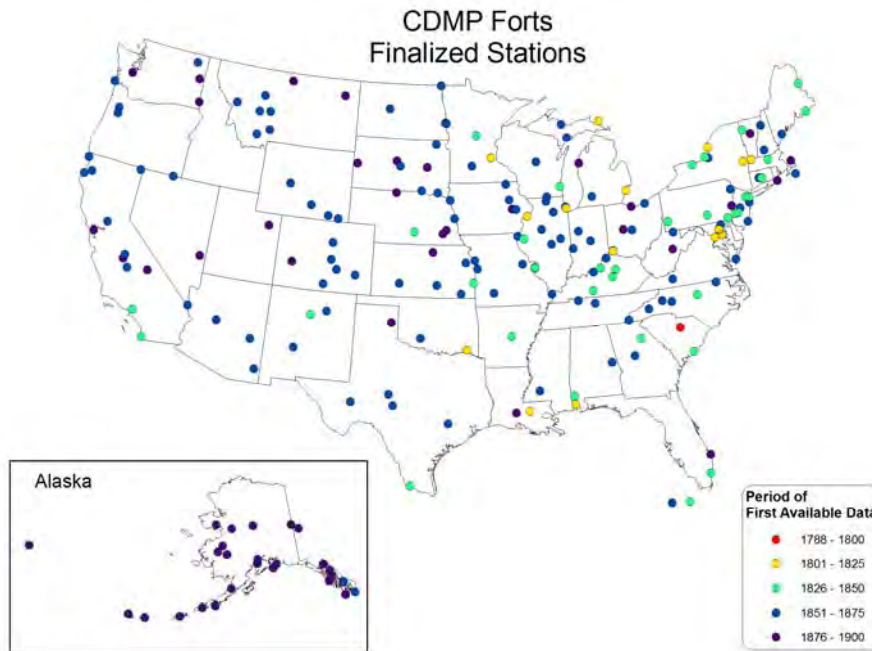 CDMP Forts
Finalized Stations
Alaska
Period of
First Available Data
1788 - 1800
1801 - 1825
1826 - 1850
1851 - 1875
1876 - 1900